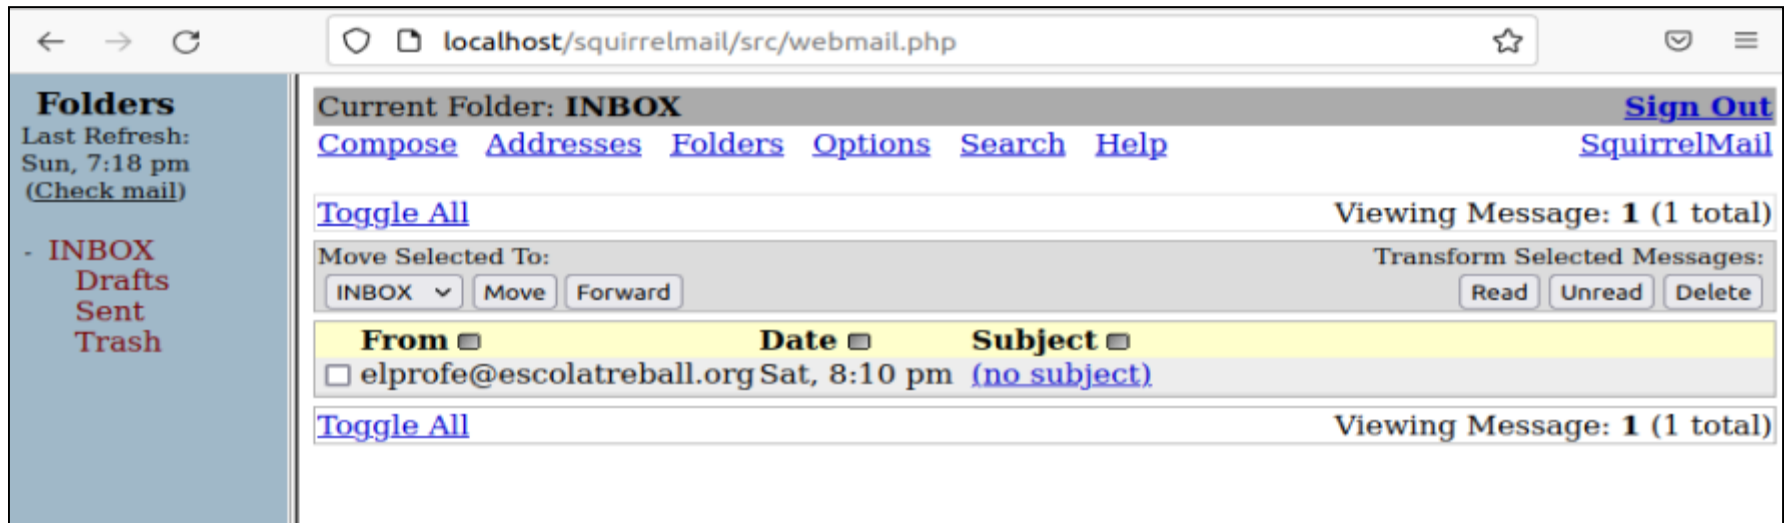 localhost/squirrelmail/src/webmail.php
Folders
Last Refresh:
Sun, 7:18 pm
(Check mail)
- INBOX
Drafts
Sent
Trash
Current Folder: INBOX Sign Out
Compose Addresses Folders Options Search Help SquirrelMail
Toggle All Viewing Message: 1 (1 total)
Move Selected To: Transform Selected Messages:
INBOX Move Forward Read Unread Delete
From Date Subject
elprofe@escolatreball.org Sat, 8:10 pm (no subject)
Toggle All Viewing Message: 1 (1 total)